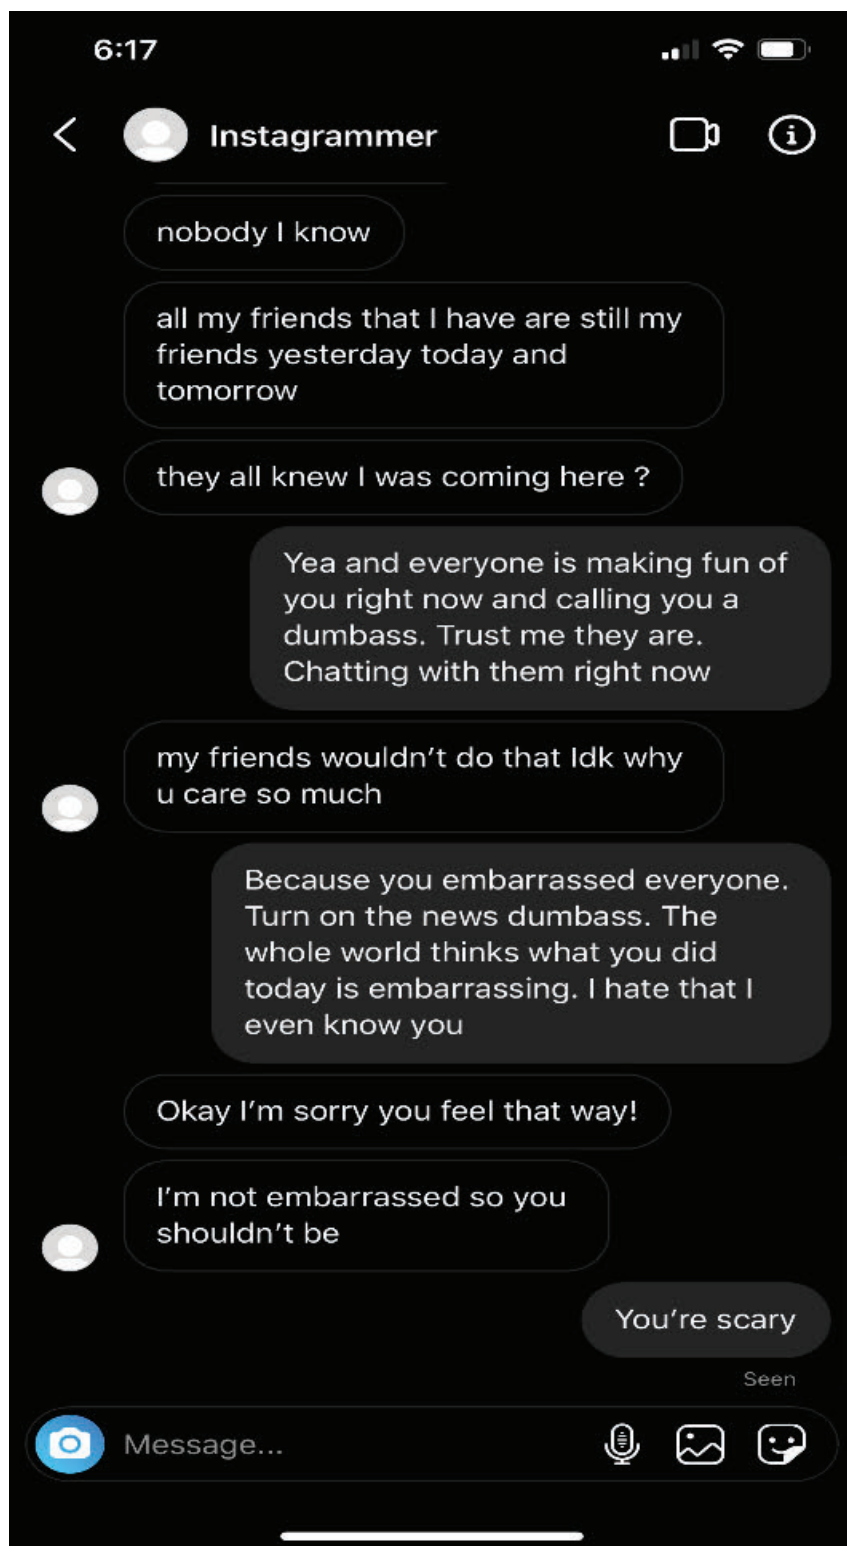 6:17
Instagrammer
nobody I know
all my friends that I have are still my
friends yesterday today and
tomorrow
they all knew I was coming here ?
Yea and everyone is making fun of
you right now and calling you a
dumbass. Trust me they are.
Chatting with them right now
my friends wouldn’t do that Idk why
u care so much
Because you embarrassed everyone.
Turn on the news dumbass. The
whole world thinks what you did
today is embarrassing. I hate that I
even know you
Okay I’m sorry you feel that way!
I’m not embarrassed so you
shouldn’t be
You’re scary
Seen
Message...